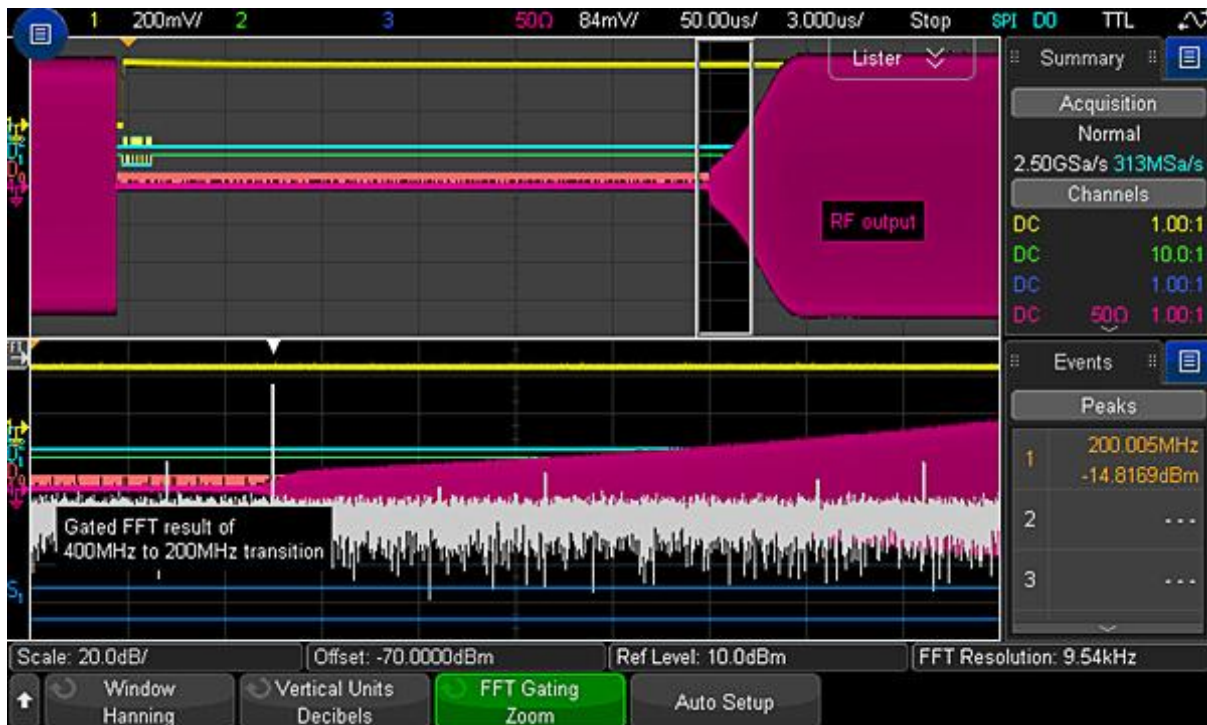 1 200mV/ 2 3 50Ω 84mV/ 50.00us/ 3.000us/ Stop SPI D0 TTL
Lister
Summary
Acquisition
Normal
2.50GSa/s 313MSa/s
Channels
DC 1.00:1
DC 10.0:1
DC 1.00:1
DC 50Ω 1.00:1
RF output
Events
Peaks
1 200.005MHz
-14.8169dBm
2 ---
3 ---
Gated FFT result of
400MHz to 200MHz transition
S1
Scale: 20.0dB/ Offset: -70.0000dBm Ref Level: 10.0dBm FFT Resolution: 9.54kHz
Window
Hanning
Vertical Units
Decibels
FFT Gating
Zoom
Auto Setup